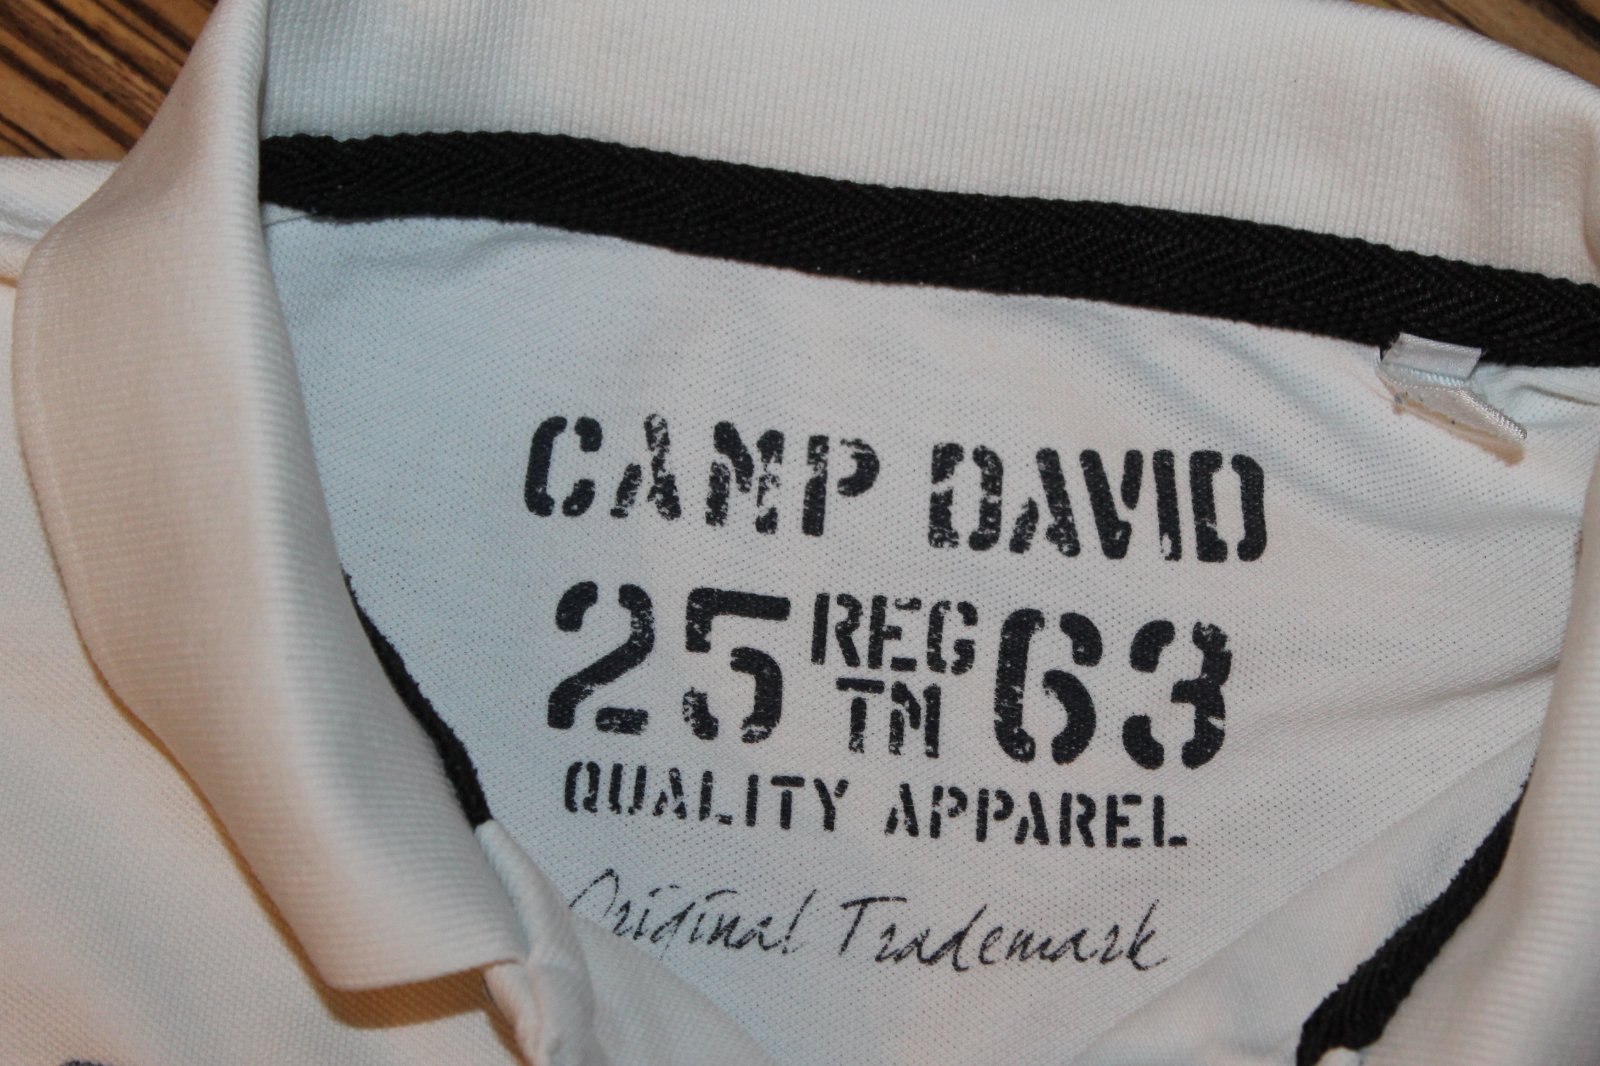 CAMP DAVID
25 REG TM 63
QUALITY APPAREL
Original Trademark